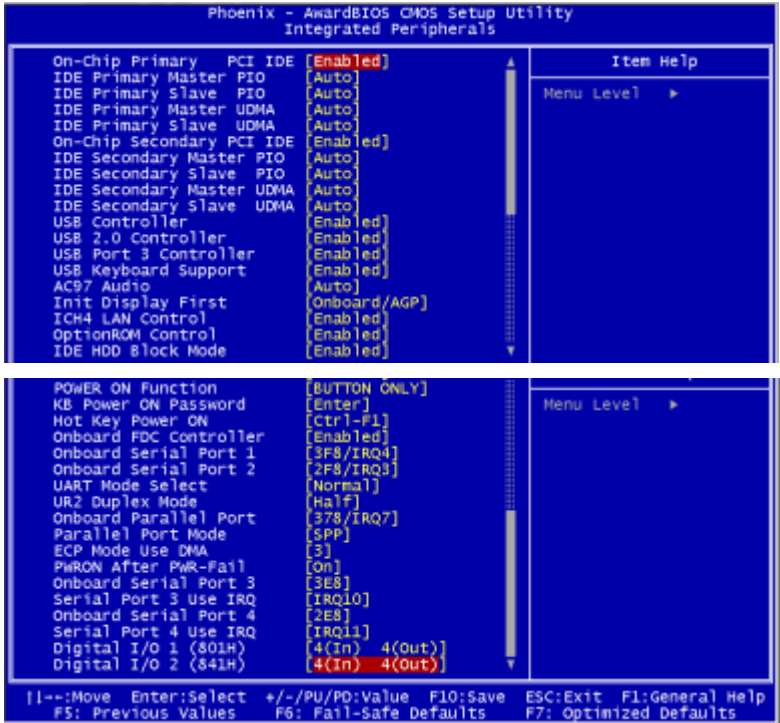 Phoenix - AwardBIOS CMOS Setup Utility
Integrated Peripherals
On-Chip Primary PCI IDE [Enabled]
IDE Primary Master PIO [Auto]
IDE Primary Slave PIO [Auto]
IDE Primary Master UDMA [Auto]
IDE Primary Slave UDMA [Auto]
On-Chip Secondary PCI IDE [Enabled]
IDE Secondary Master PIO [Auto]
IDE Secondary Slave PIO [Auto]
IDE Secondary Master UDMA [Auto]
IDE Secondary Slave UDMA [Auto]
USB Controller [Enabled]
USB 2.0 Controller [Enabled]
USB Port 3 Controller [Enabled]
USB Keyboard Support [Enabled]
AC97 Audio [Auto]
Init Display First [Onboard/AGP]
ICH4 LAN Control [Enabled]
OptionROM Control [Enabled]
IDE HDD Block Mode [Enabled]
Item Help
Menu Level ▶
POWER ON Function [BUTTON ONLY]
KB Power ON Password [Enter]
Hot Key Power ON [Ctrl-F1]
Onboard FDC Controller [Enabled]
Onboard Serial Port 1 [3F8/IRQ4]
Onboard Serial Port 2 [2F8/IRQ3]
UART Mode Select [Normal]
UR2 Duplex Mode [Half]
Onboard Parallel Port [378/IRQ7]
Parallel Port Mode [SPP]
ECP Mode Use DMA [3]
PWRON After PWR-Fail [On]
Onboard Serial Port 3 [3E8]
Serial Port 3 Use IRQ [IRQ10]
Onboard Serial Port 4 [2E8]
Serial Port 4 Use IRQ [IRQ11]
Digital I/O 1 (801H) [4(In) 4(Out)]
Digital I/O 2 (841H) [4(In) 4(Out)]
Menu Level ▶
↑↓→←:Move Enter:Select +/-/PU/PD:Value F10:Save ESC:Exit F1:General Help
F5: Previous Values F6: Fail-Safe Defaults F7: Optimized Defaults